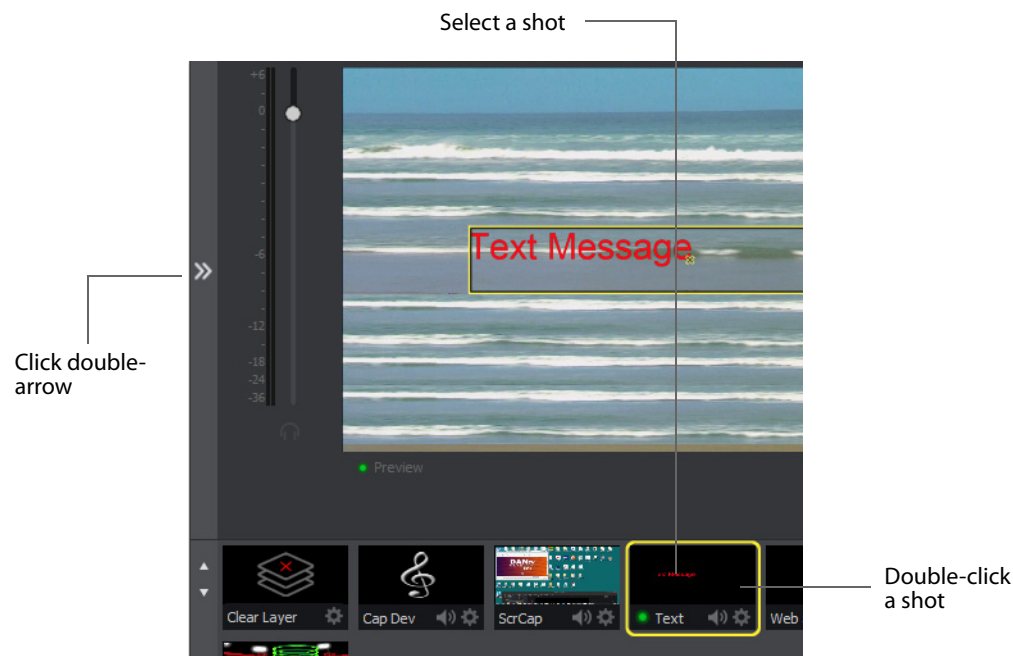 Select a shot
+6
0
-6
-12
-18
-24
-36
Text Message
Click double-
arrow
Preview
Clear Layer
Cap Dev
ScrCap
Text
Web
Double-click
a shot